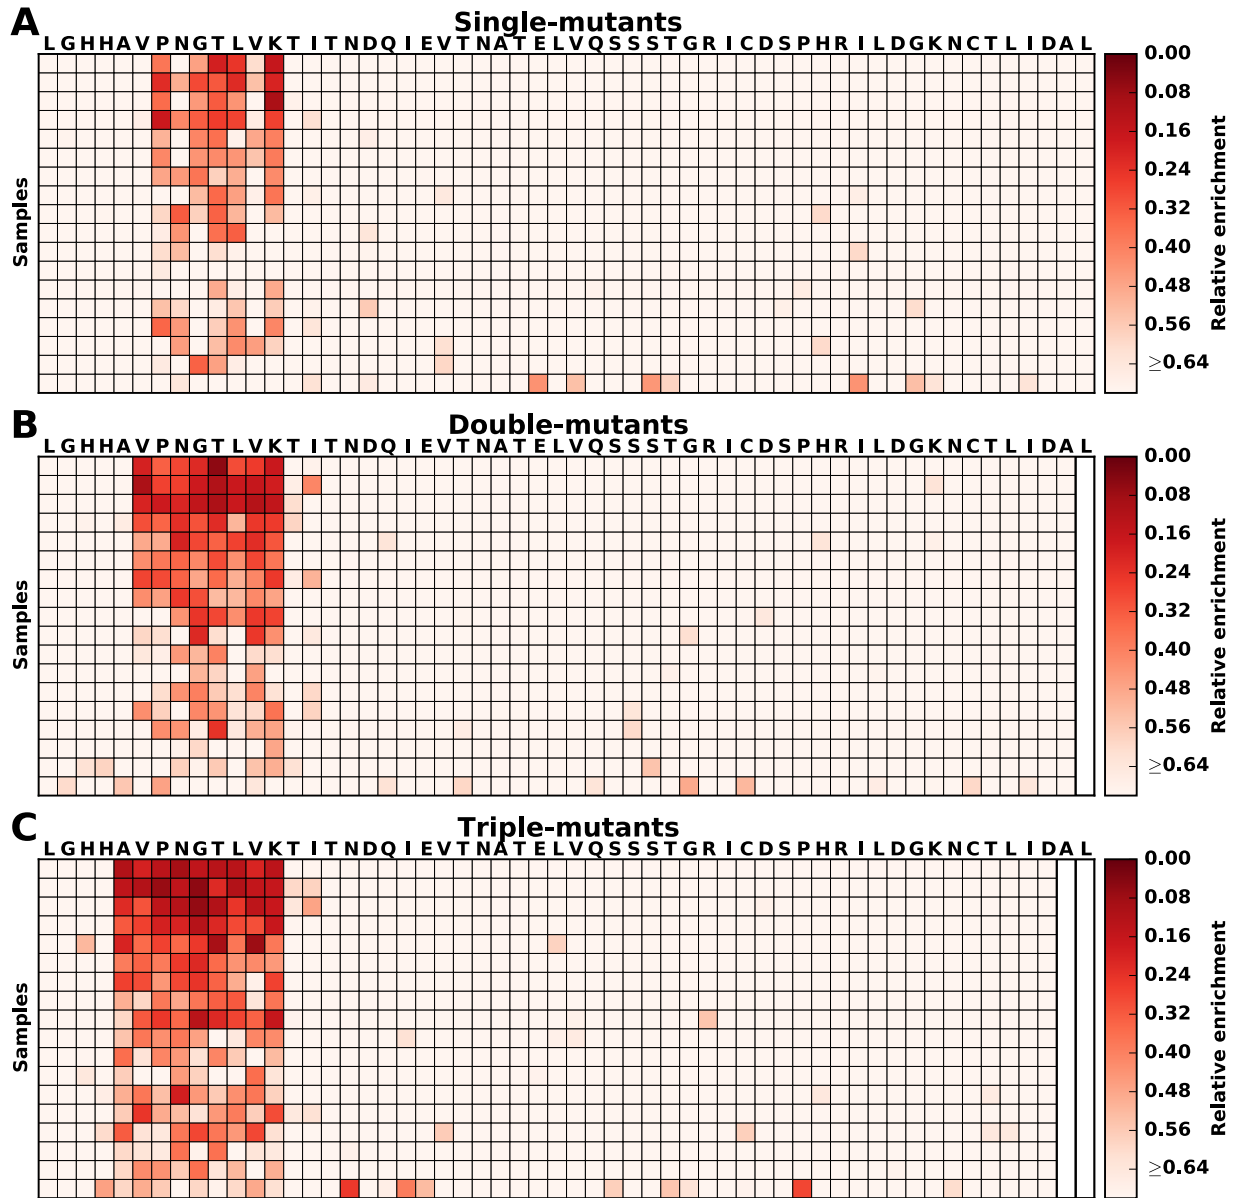 A
Single-mutants
L G H H A V P N G T L V K T I T N D Q I E V T N A T E L V Q S S S T G R I C D S P H R I L D G K N C T L I D A L
Samples
0.00
0.08
0.16
0.24
0.32
0.40
0.48
0.56
≥0.64
Relative enrichment
B
Double-mutants
L G H H A V P N G T L V K T I T N D Q I E V T N A T E L V Q S S S T G R I C D S P H R I L D G K N C T L I D A L
Samples
0.00
0.08
0.16
0.24
0.32
0.40
0.48
0.56
≥0.64
Relative enrichment
C
Triple-mutants
L G H H A V P N G T L V K T I T N D Q I E V T N A T E L V Q S S S T G R I C D S P H R I L D G K N C T L I D A L
Samples
0.00
0.08
0.16
0.24
0.32
0.40
0.48
0.56
≥0.64
Relative enrichment